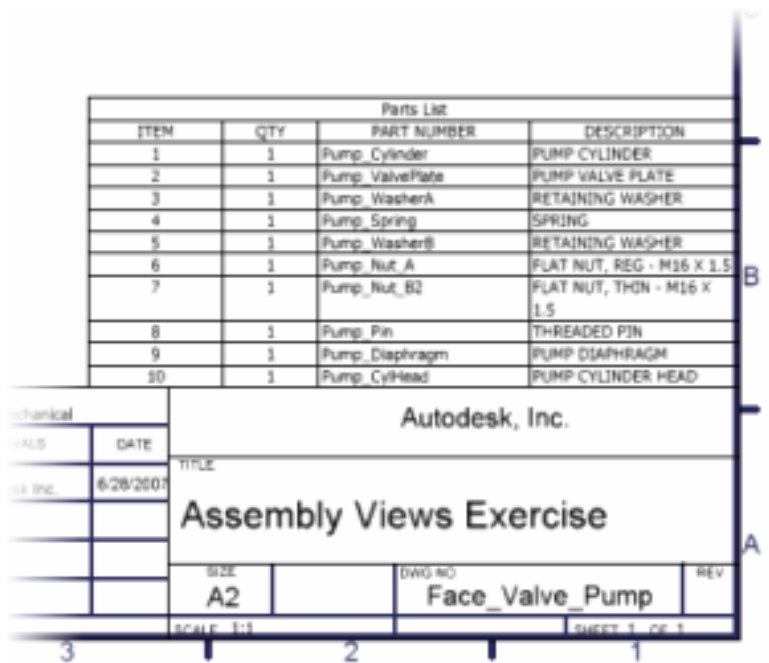 Parts List
ITEM QTY PART NUMBER DESCRIPTION
1 1 Pump_Cylinder PUMP CYLINDER
2 1 Pump_ValvePlate PUMP VALVE PLATE
3 1 Pump_WasherA RETAINING WASHER
4 1 Pump_Spring SPRING
5 1 Pump_WasherB RETAINING WASHER
6 1 Pump_Nut_A FLAT NUT, REG - M16 X 1.5
7 1 Pump_Nut_B2 FLAT NUT, THIN - M16 X
1.5
8 1 Pump_Pin THREADED PIN
9 1 Pump_Diaphragm PUMP DIAPHRAGM
10 1 Pump_CylHead PUMP CYLINDER HEAD
B
Autodesk, Inc.
DATE
TITLE
6/28/2007
Assembly Views Exercise
A
SIZE DWG NO REV
A2 Face_Valve_Pump
SCALE 1:1 SHEET 1 OF 1
3 2 1